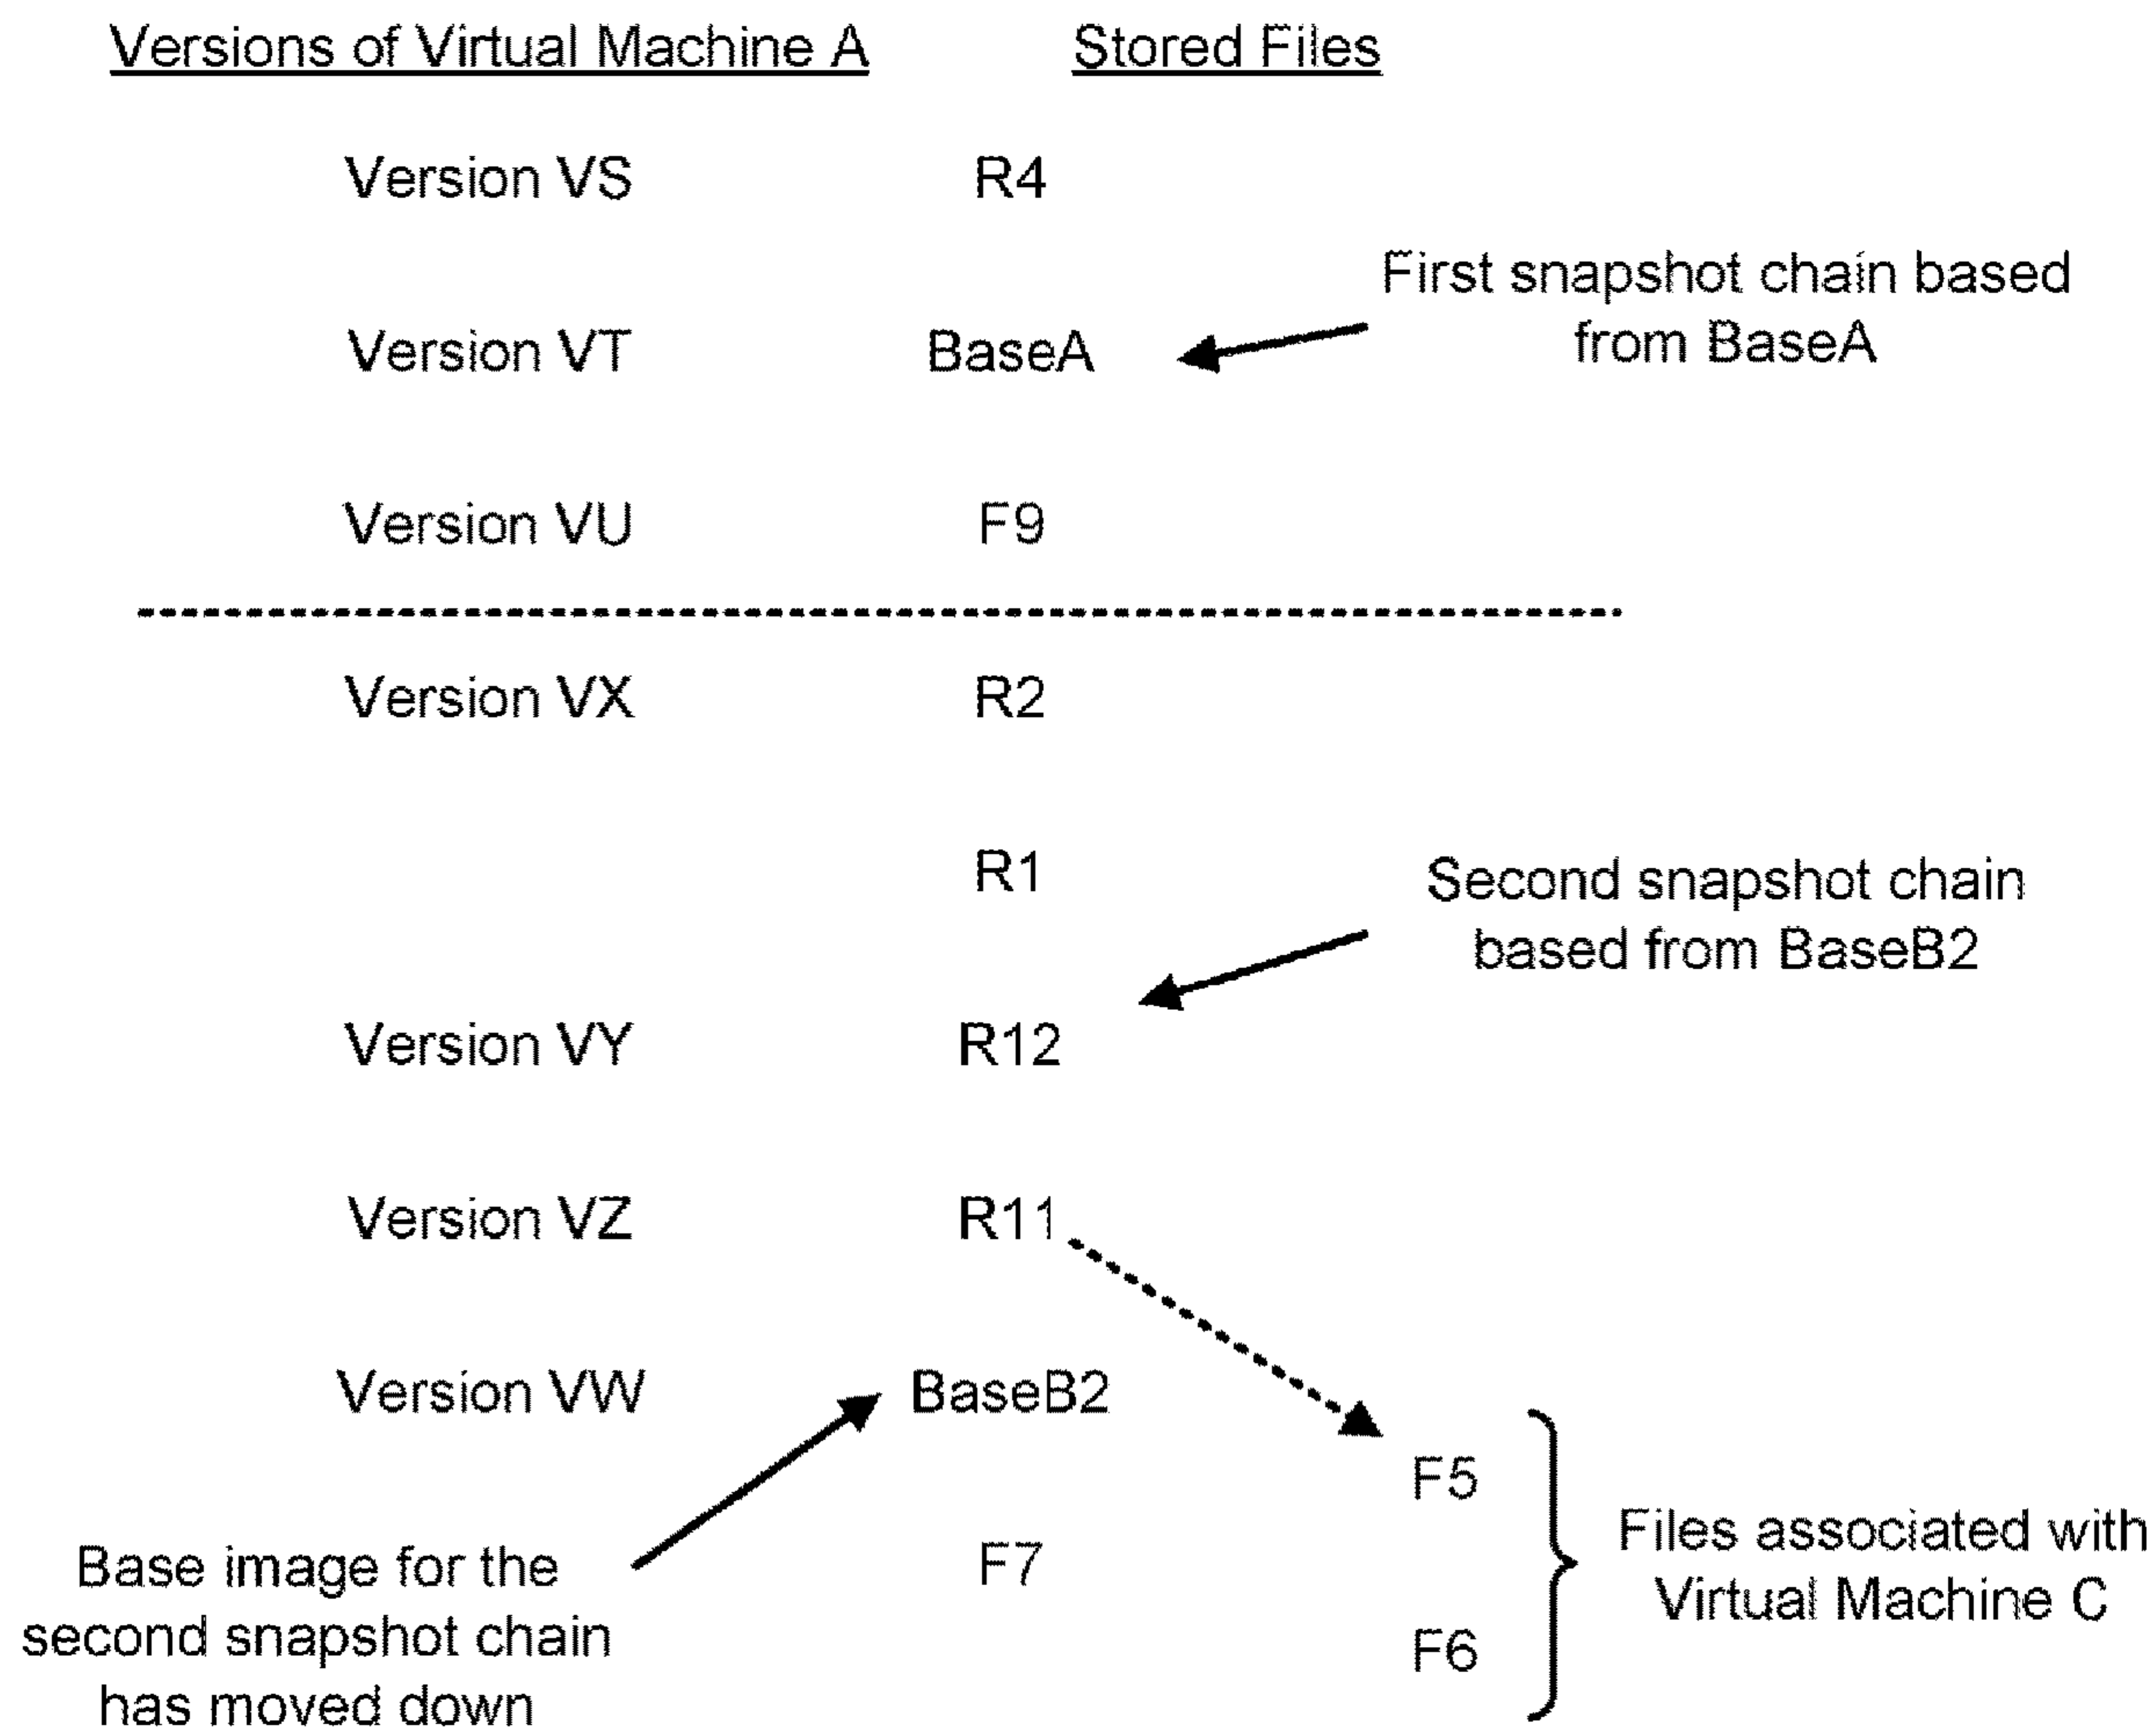 Versions of Virtual Machine A Stored Files
Version VS R4
First snapshot chain based
from BaseA
Version VT BaseA
Version VU F9
Version VX R2
R1
Second snapshot chain
based from BaseB2
Version VY R12
Version VZ R11
Version VW BaseB2
F5
F7
F6
Base image for the
second snapshot chain
has moved down
Files associated with
Virtual Machine C